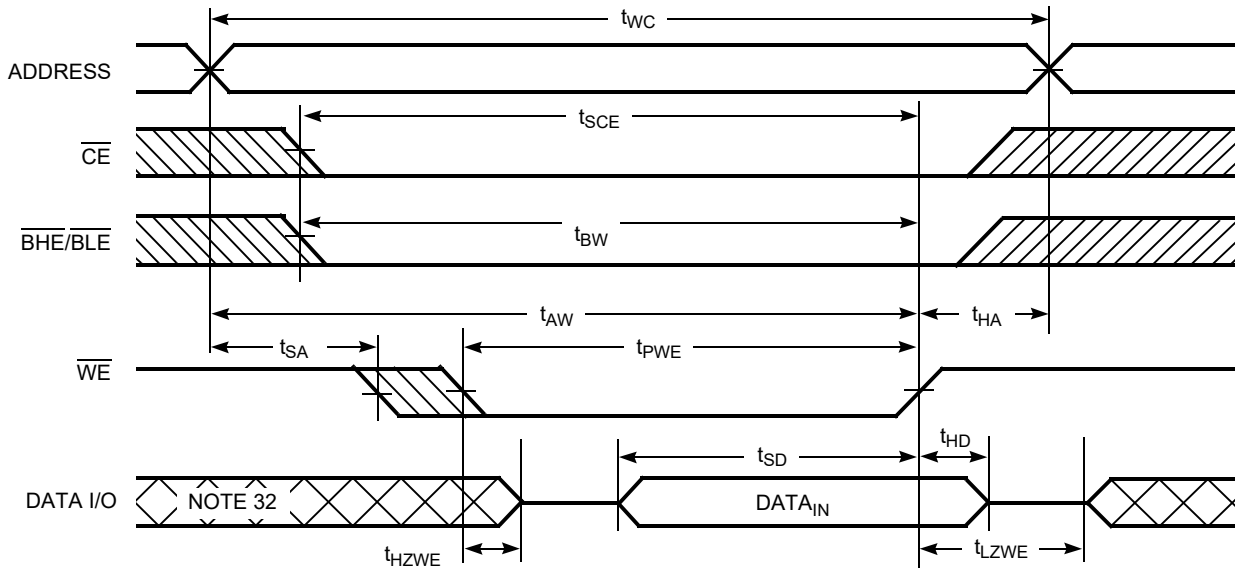 tWC
ADDRESS
tSCE
CE
BHE/BLE
tBW
tAW
tHA
tSA
tPWE
WE
tHD
tSD
DATA I/O
NOTE 32
DATAIN
tHZWE
tLZWE